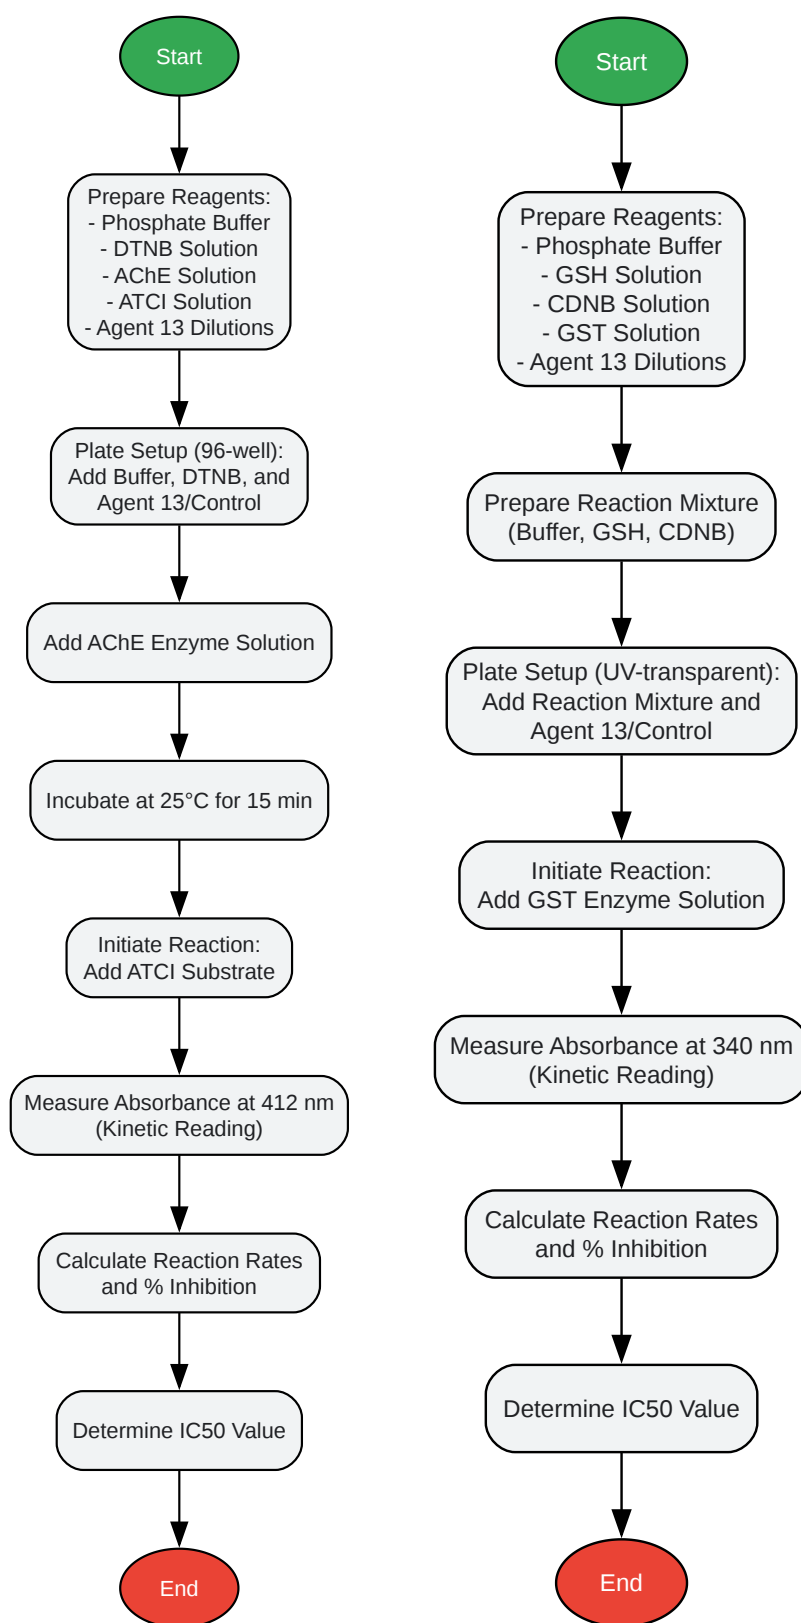 Start
Prepare Reagents:
- Phosphate Buffer
- DTNB Solution
- AChE Solution
- ATCI Solution
- Agent 13 Dilutions
Plate Setup (96-well):
Add Buffer, DTNB, and
Agent 13/Control
Add AChE Enzyme Solution
Incubate at 25°C for 15 min
Initiate Reaction:
Add ATCI Substrate
Measure Absorbance at 412 nm
(Kinetic Reading)
Calculate Reaction Rates
and % Inhibition
Determine IC50 Value
End
Start
Prepare Reagents:
- Phosphate Buffer
- GSH Solution
- CDNB Solution
- GST Solution
- Agent 13 Dilutions
Prepare Reaction Mixture
(Buffer, GSH, CDNB)
Plate Setup (UV-transparent):
Add Reaction Mixture and
Agent 13/Control
Initiate Reaction:
Add GST Enzyme Solution
Measure Absorbance at 340 nm
(Kinetic Reading)
Calculate Reaction Rates
and % Inhibition
Determine IC50 Value
End